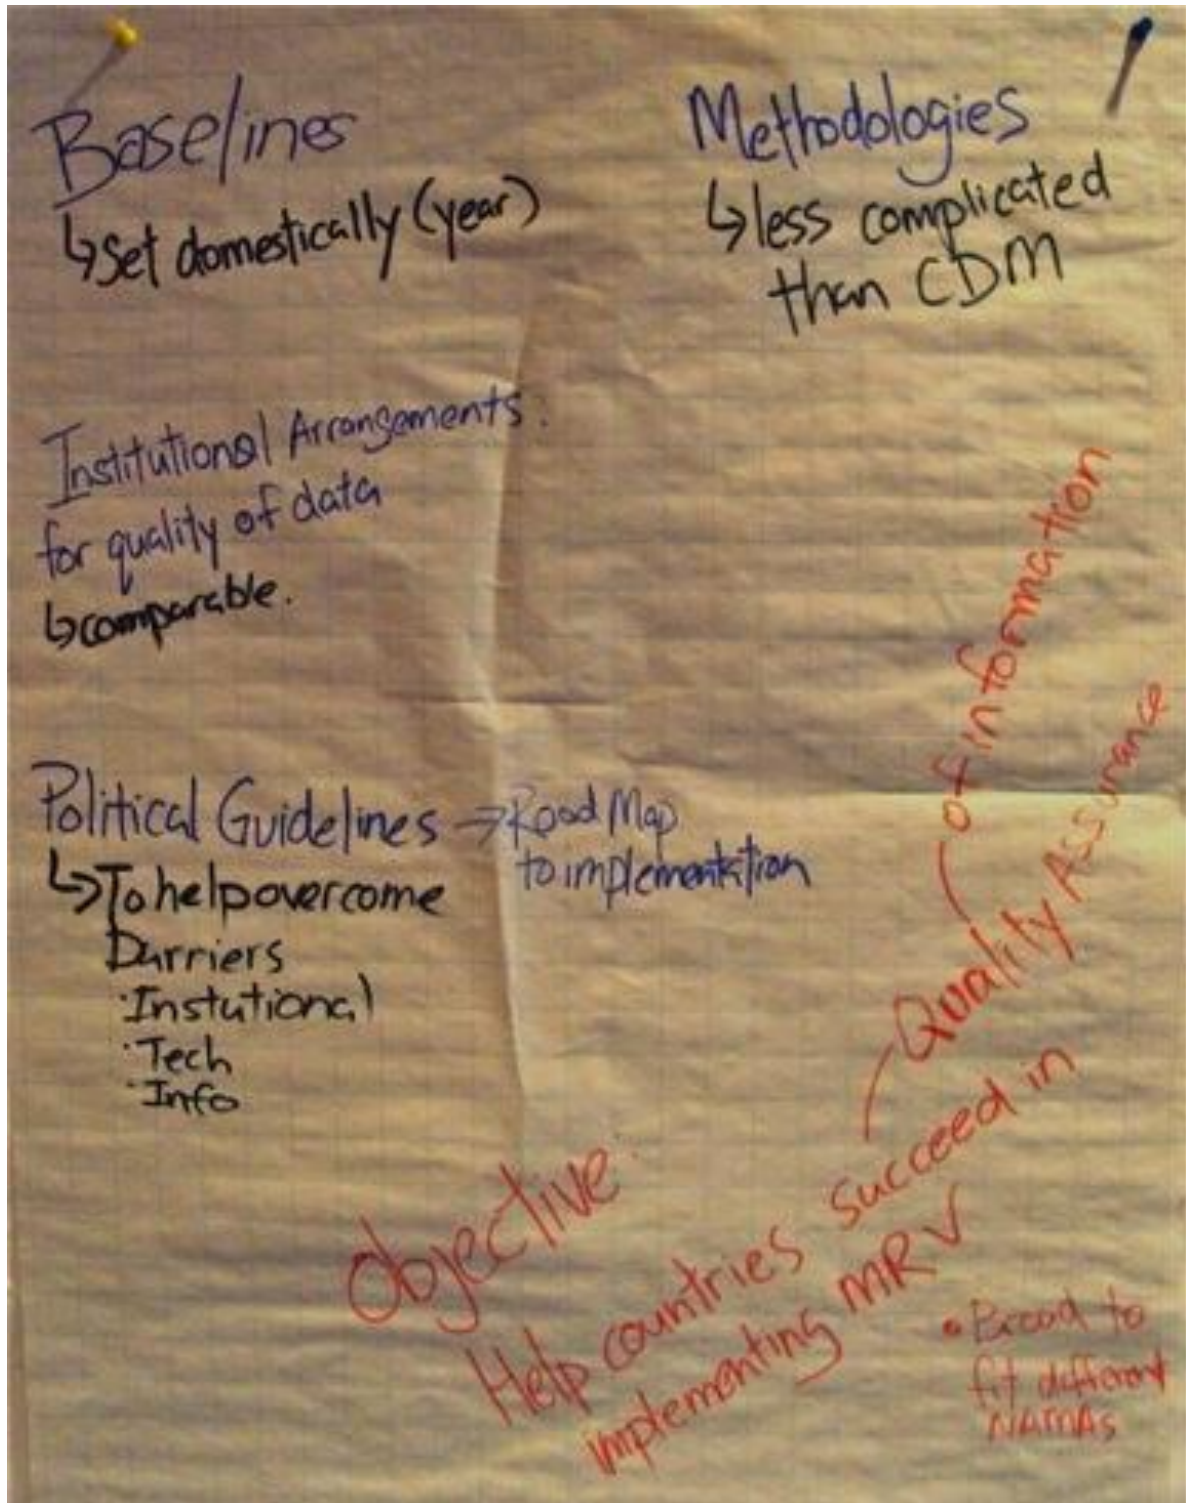 Baselines
↳ Set domestically (year)
Methodologies
↳ less complicated
than CDM
Institutional Arrangements:
for quality of data
↳ comparable.
Political Guidelines → Road Map
to implementation
↳ To help overcome
Barriers
· Instutional
· Tech
· Info
Objective:
Help countries succeed in
implementing MRV
Quality Assurance
of information
• Broad to
fit different
NAMAs